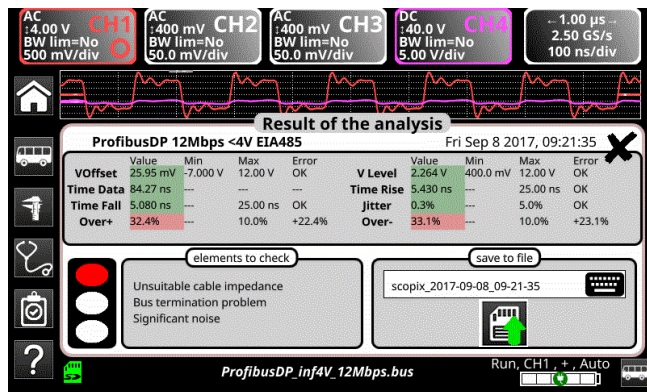 AC
↕4.00 V CH1
BW lim=No
500 mV/div
AC
↕400 mV CH2
BW lim=No
50.0 mV/div
AC
↕400 mV CH3
BW lim=No
50.0 mV/div
DC
↕40.0 V CH4
BW lim=No
5.00 V/div
←1.00 µs→
2.50 GS/s
100 ns/div
Result of the analysis
ProfibusDP 12Mbps <4V EIA485 Fri Sep 8 2017, 09:21:35
Value Min Max Error Value Min Max Error
VOffset 25.95 mV -7.000 V 12.00 V OK V Level 2.264 V 400.0 mV 12.00 V OK
Time Data 84.27 ns --- --- --- Time Rise 5.430 ns --- 25.00 ns OK
Time Fall 5.080 ns --- 25.00 ns OK Jitter 0.3% --- 5.0% OK
Over+ 32.4% --- 10.0% +22.4% Over- 33.1% --- 10.0% +23.1%
elements to check
Unsuitable cable impedance
Bus termination problem
Significant noise
save to file
scopix_2017-09-08_09-21-35
ProfibusDP_inf4V_12Mbps.bus
Run, CH1 , + , Auto